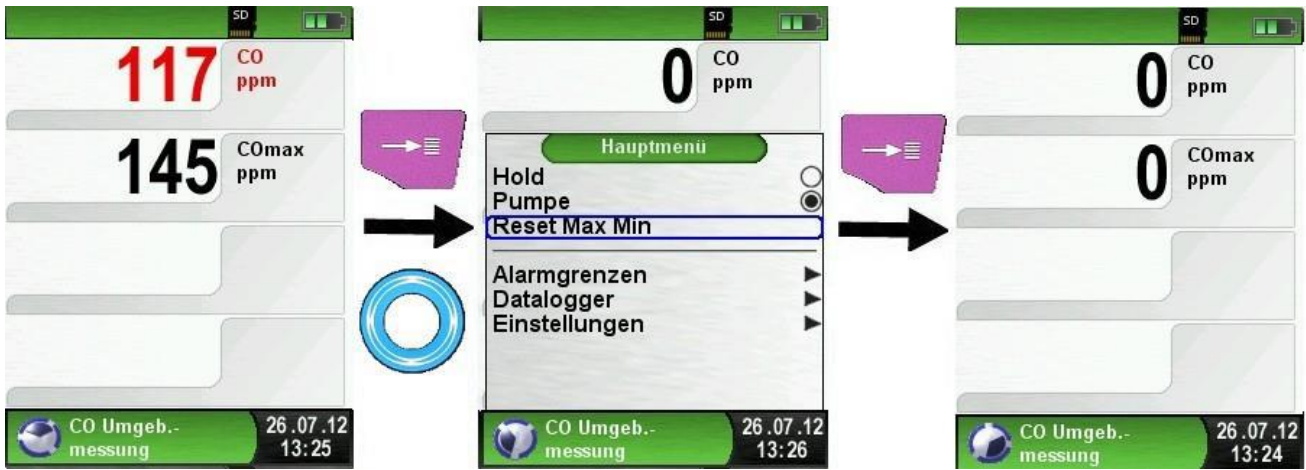 SD
117 CO
ppm
145 COmax
ppm
CO Umgeb.-
messung
26.07.12
13:25
SD
0 CO
ppm
Hauptmenü
Hold
Pumpe
Reset Max Min
Alarmgrenzen
Datalogger
Einstellungen
CO Umgeb.-
messung
26.07.12
13:26
SD
0 CO
ppm
0 COmax
ppm
CO Umgeb.-
messung
26.07.12
13:24